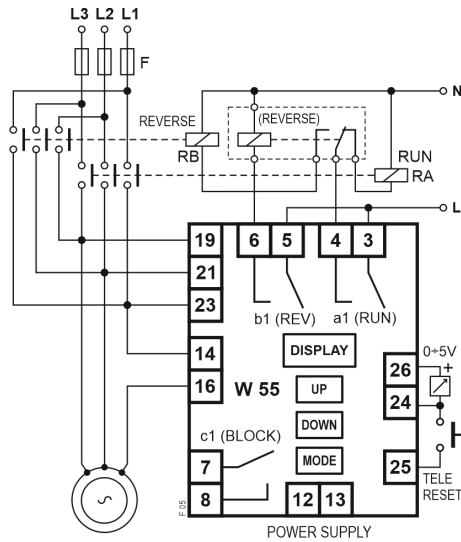 L3 L2 L1
F
N
REVERSE
(REVERSE)
RB
RUN
RA
L
19
6
5
4
3
21
23
b1 (REV)
a1 (RUN)
14
DISPLAY
0÷5V
26
+
16
W 55
UP
24
DOWN
c1 (BLOCK)
7
MODE
25
TELE
RESET
8
12
13
F 05
POWER SUPPLY